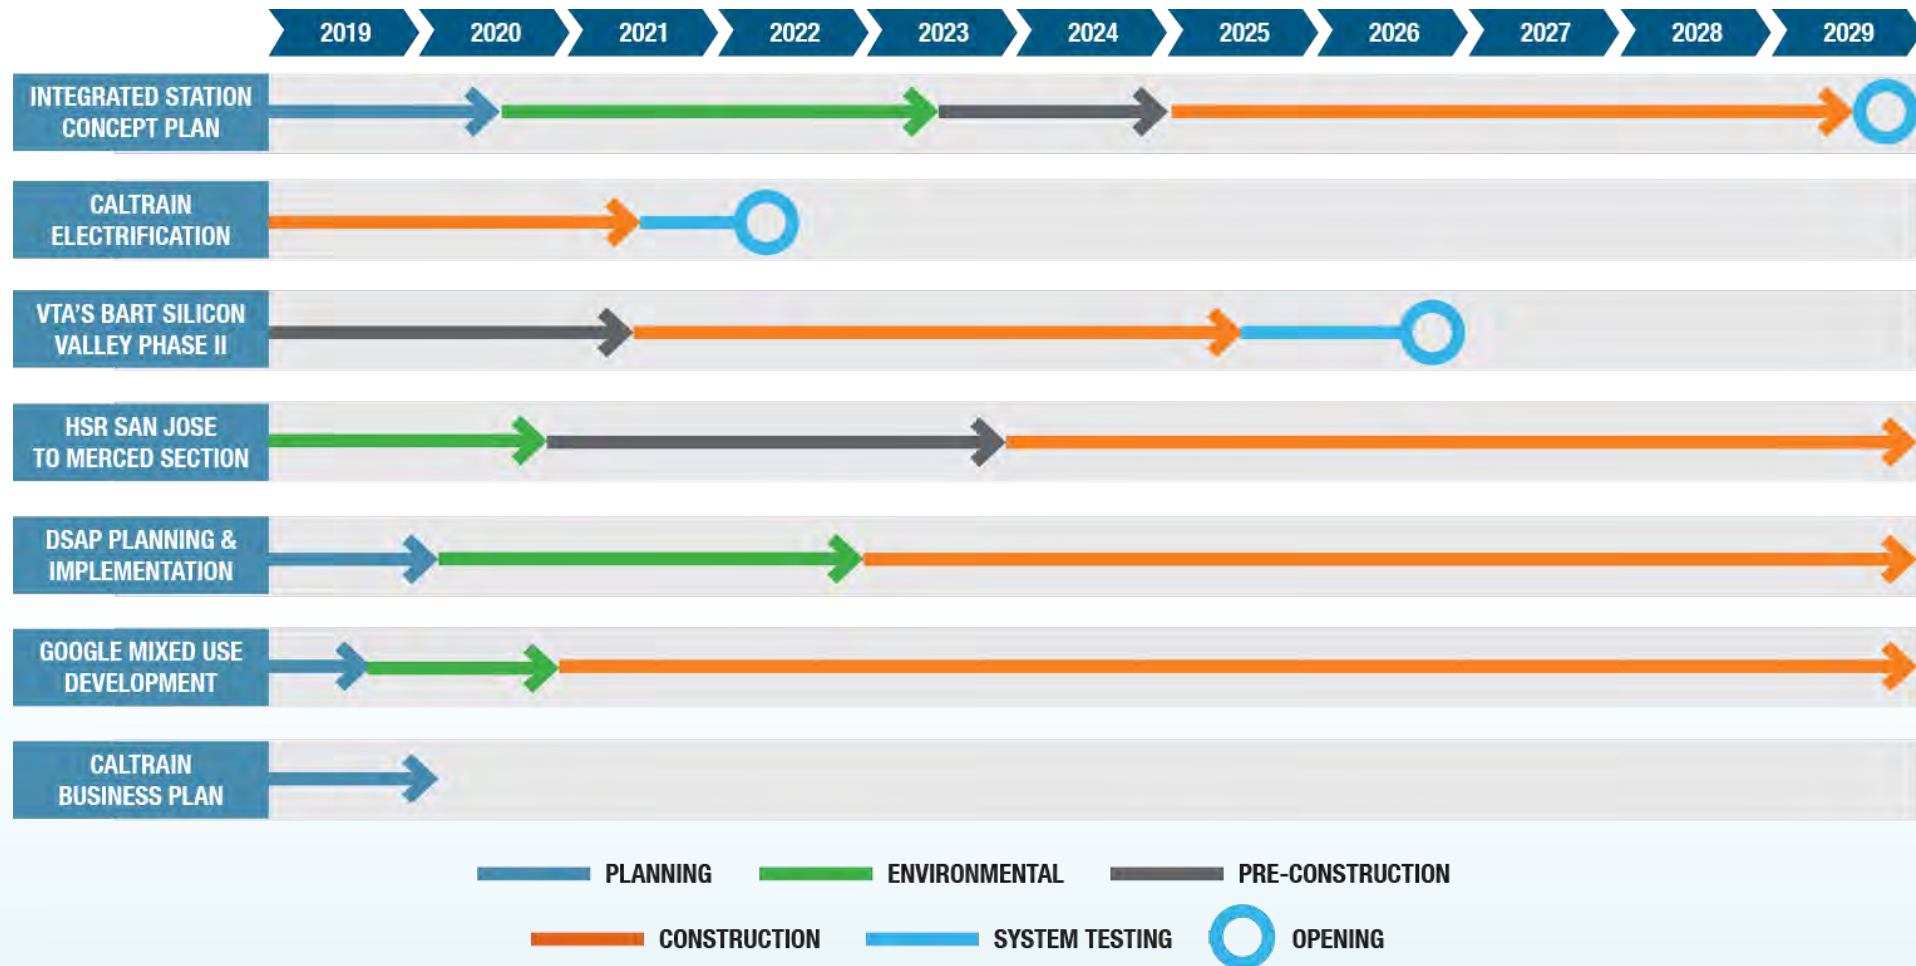 2019 2020 2021 2022 2023 2024 2025 2026 2027 2028 2029
INTEGRATED STATION
CONCEPT PLAN
CALTRAIN
ELECTRIFICATION
VTA'S BART SILICON
VALLEY PHASE II
HSR SAN JOSE
TO MERCED SECTION
DSAP PLANNING &
IMPLEMENTATION
GOOGLE MIXED USE
DEVELOPMENT
CALTRAIN
BUSINESS PLAN
PLANNING ENVIRONMENTAL PRE-CONSTRUCTION
CONSTRUCTION SYSTEM TESTING OPENING